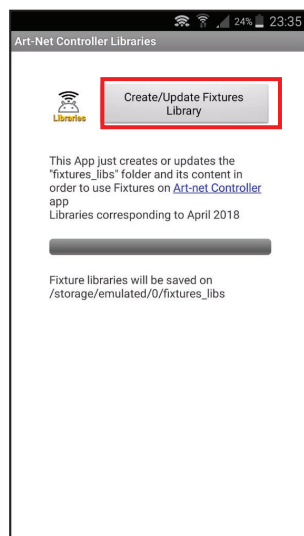 24% 23:35
Art-Net Controller Libraries
Libraries
Create/Update Fixtures
Library
This App just creates or updates the
"fixtures_libs" folder and its content in
order to use Fixtures on Art-net Controller
app
Libraries corresponding to April 2018
Fixture libraries will be saved on
/storage/emulated/0/fixtures_libs